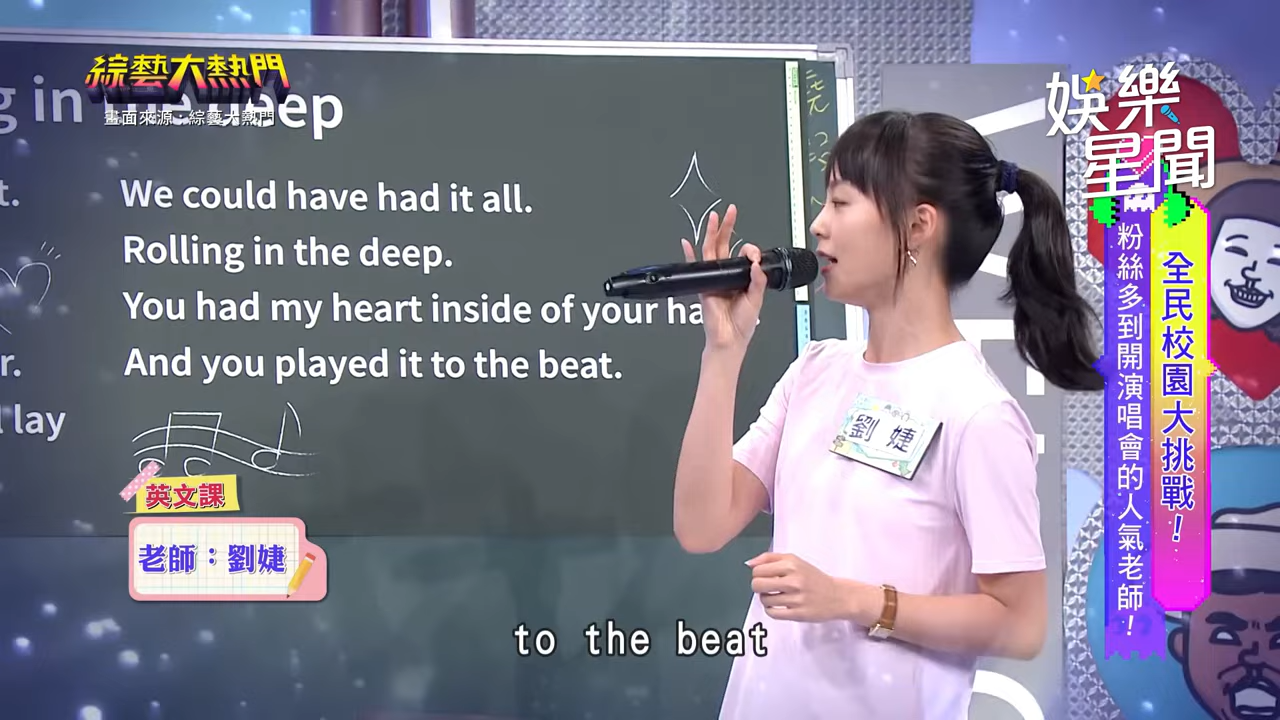 綜藝大熱門
畫面來源：綜藝大熱門
g in the deep
We could have had it all.
Rolling in the deep.
You had my heart inside of your
And you played it to the beat.
t.
r.
lay
英文課
老師：劉婕
劉婕
to the beat
娛樂
星聞
全民校園大挑戰！
粉絲多到開演唱會的人氣老師！